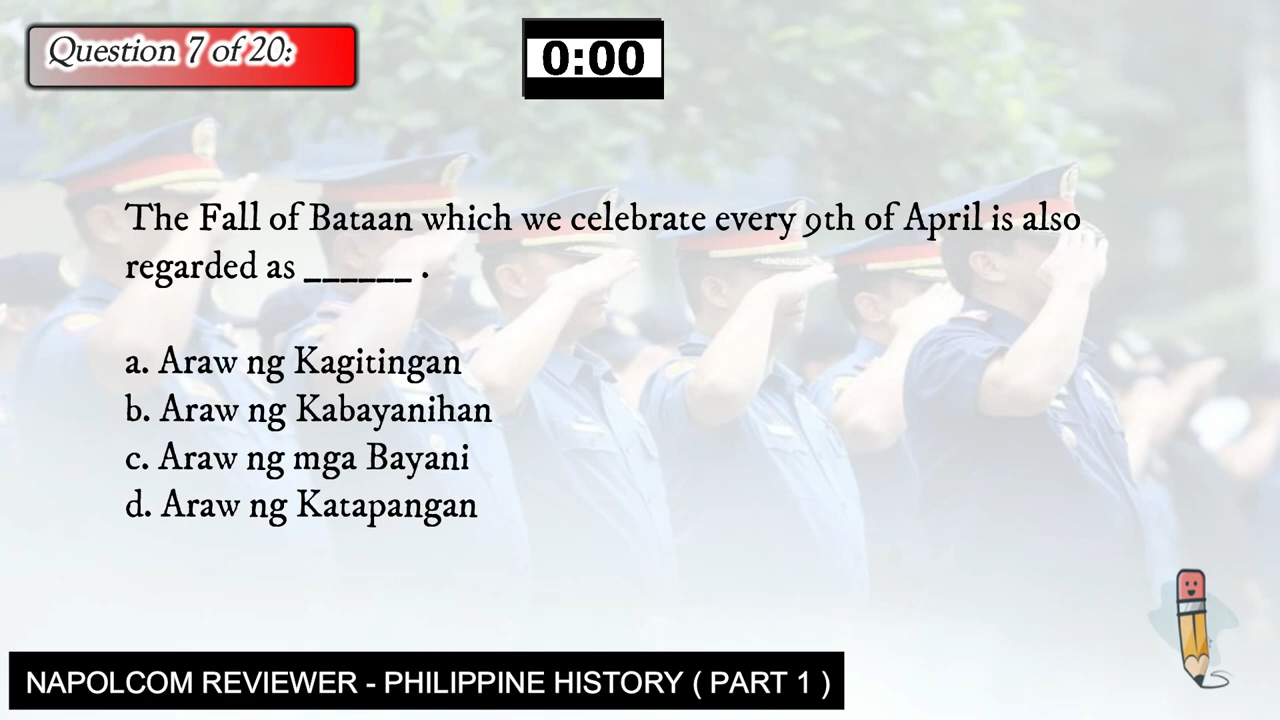 Question 7 of 20:
0:00
The Fall of Bataan which we celebrate every 9th of April is also
regarded as ______ .
a. Araw ng Kagitingan
b. Araw ng Kabayanihan
c. Araw ng mga Bayani
d. Araw ng Katapangan
NAPOLCOM REVIEWER - PHILIPPINE HISTORY ( PART 1 )